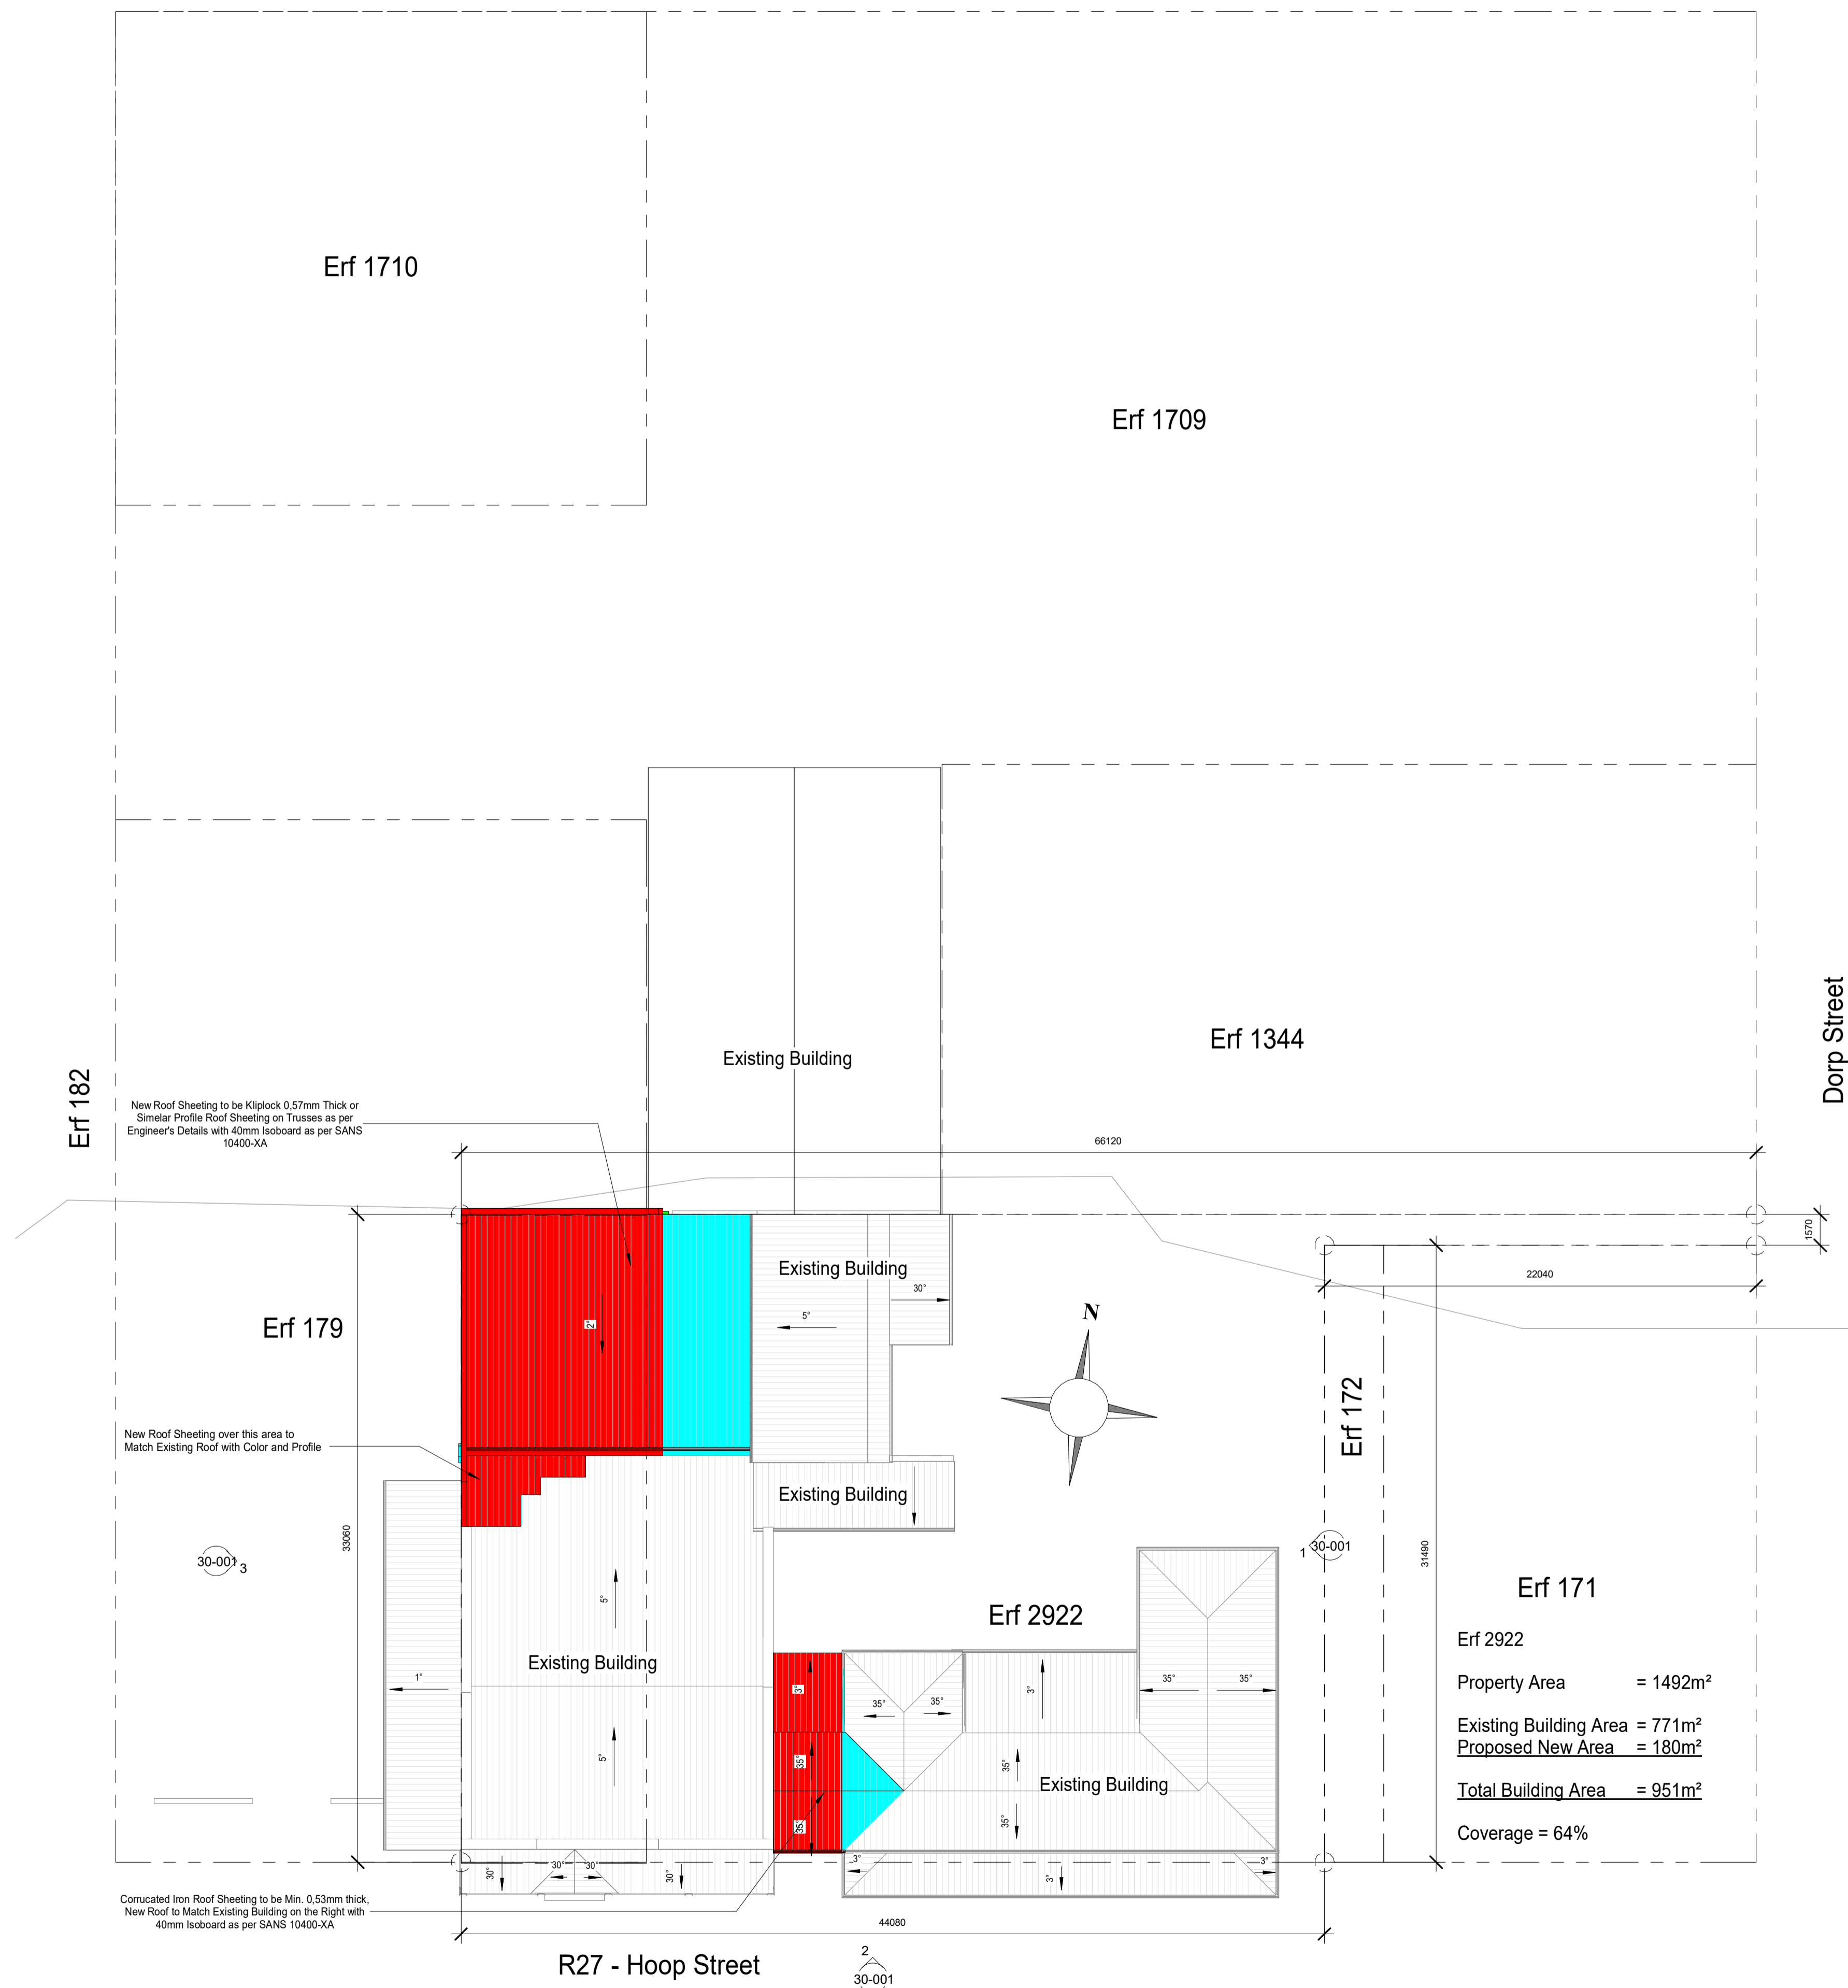 Erf 1710
Erf 1709
Existing Building
Erf 1344
Dorp Street
Erf 182
New Roof Sheeting to be Kliplock 0,57mm Thick or
Simelar Profile Roof Sheeting on Trusses as per
Engineer's Details with 40mm Isoboard as per SANS
10400-XA
66120
1570
22040
Existing Building
30°
5°
2°
N
Erf 179
Erf 172
New Roof Sheeting over this area to
Match Existing Roof with Color and Profile
Existing Building
33060
30-001
3
1
30-001
31490
5°
Erf 171
Erf 2922
Existing Building
1°
5°
3°
35°
35°
35°
35°
3°
35°
35°
35°
35°
Existing Building
Erf 2922
Property Area = 1492m²
Existing Building Area = 771m²
Proposed New Area = 180m²
Total Building Area = 951m²
Coverage = 64%
30°
30°
30°
30°
3°
3°
3°
Corrucated Iron Roof Sheeting to be Min. 0,53mm thick,
New Roof to Match Existing Building on the Right with
40mm Isoboard as per SANS 10400-XA
44080
R27 - Hoop Street
2
30-001